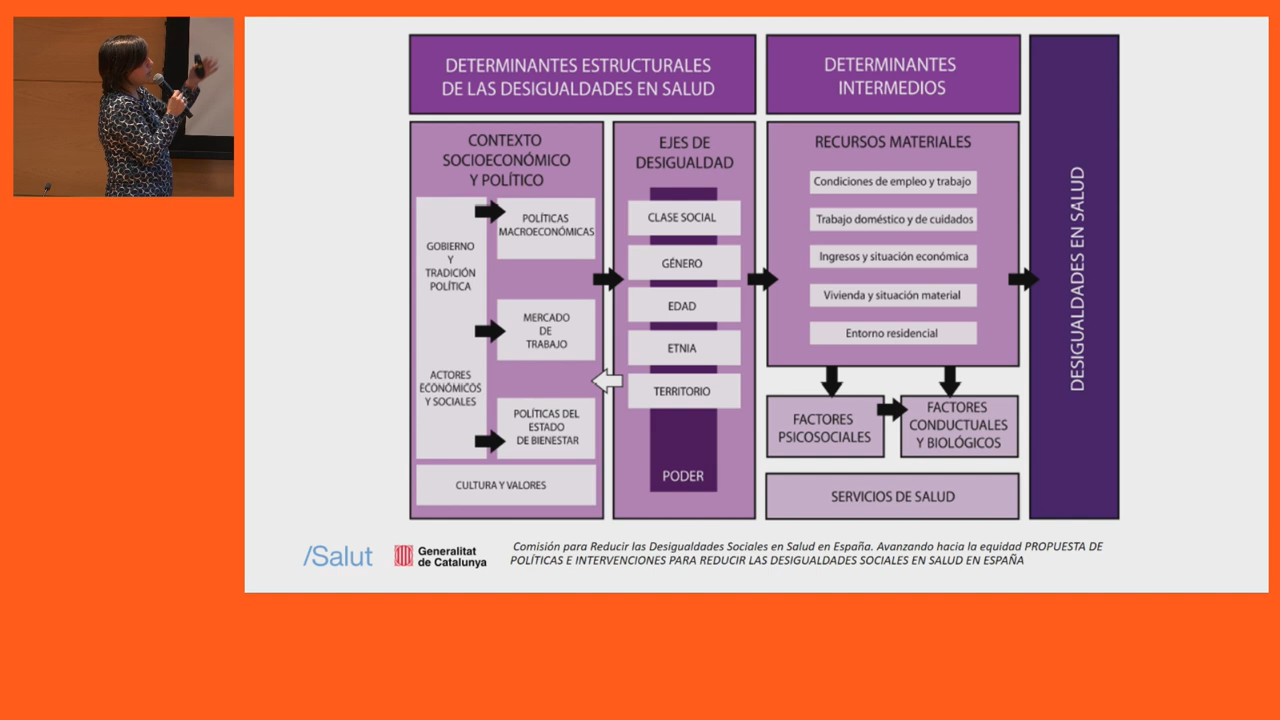 DETERMINANTES ESTRUCTURALES
DE LAS DESIGUALDADES EN SALUD
DETERMINANTES
INTERMEDIOS
CONTEXTO
SOCIOECONÓMICO
Y POLÍTICO
GOBIERNO
Y
TRADICIÓN
POLÍTICA
ACTORES
ECONÓMICOS
Y SOCIALES
POLÍTICAS
MACROECONÓMICAS
MERCADO
DE
TRABAJO
POLÍTICAS DEL
ESTADO
DE BIENESTAR
CULTURA Y VALORES
EJES DE
DESIGUALDAD
CLASE SOCIAL
GÉNERO
EDAD
ETNIA
TERRITORIO
PODER
RECURSOS MATERIALES
Condiciones de empleo y trabajo
Trabajo doméstico y de cuidados
Ingresos y situación económica
Vivienda y situación material
Entorno residencial
FACTORES
PSICOSOCIALES
FACTORES
CONDUCTUALES
Y BIOLÓGICOS
SERVICIOS DE SALUD
DESIGUALDADES EN SALUD
/Salut
Generalitat
de Catalunya
Comisión para Reducir las Desigualdades Sociales en Salud en España. Avanzando hacia la equidad PROPUESTA DE
POLÍTICAS E INTERVENCIONES PARA REDUCIR LAS DESIGUALDADES SOCIALES EN SALUD EN ESPAÑA